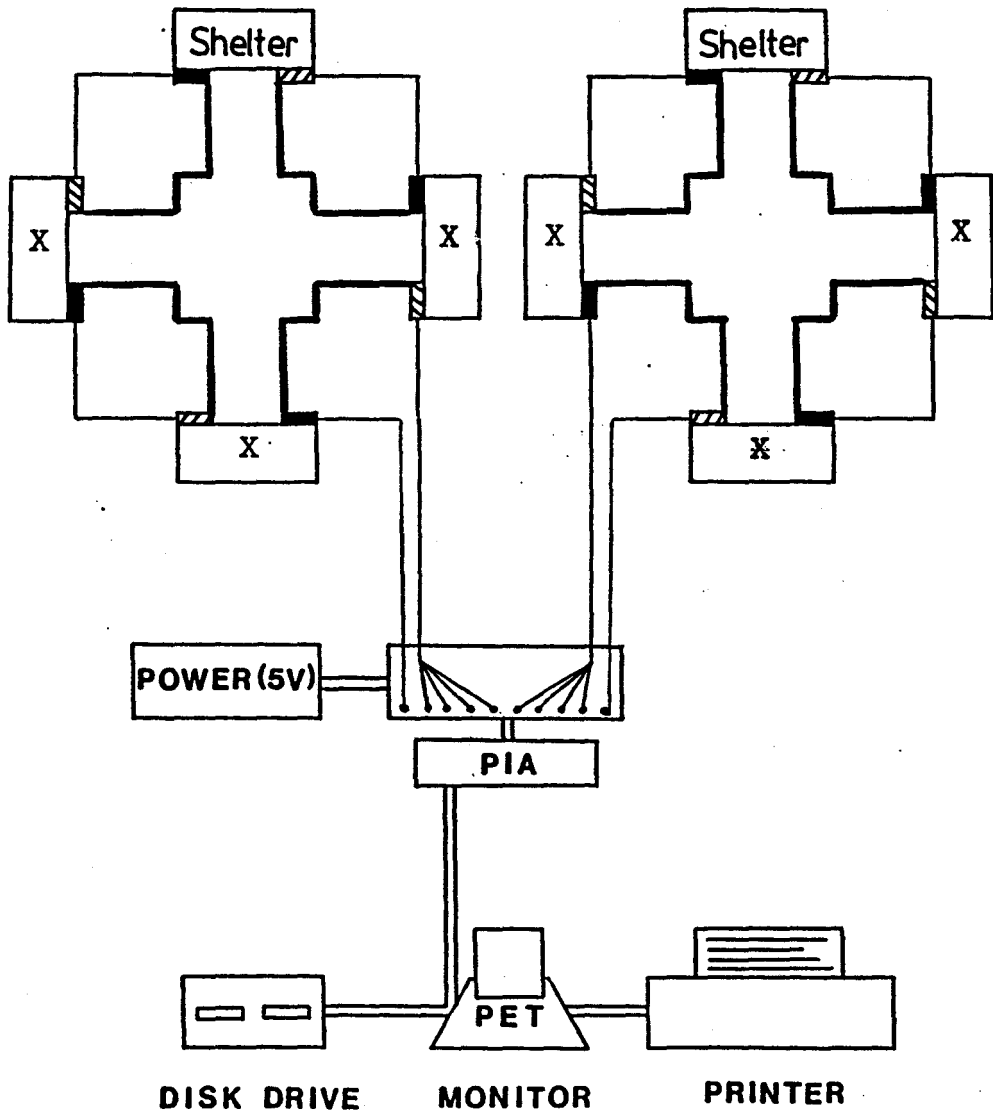 Shelter
Shelter
X
X
X
X
X
X
POWER (5V)
PIA
PET
DISK DRIVE
MONITOR
PRINTER